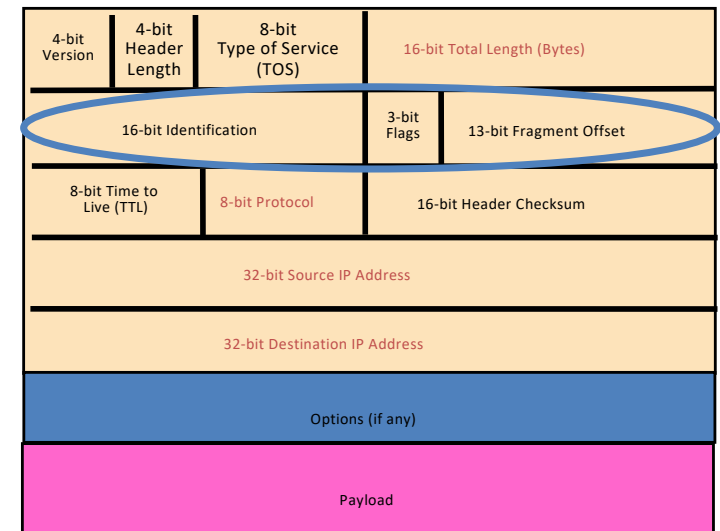 4-bit
Version
4-bit
Header
Length
8-bit
Type of Service
(TOS)
16-bit Total Length (Bytes)
16-bit Identification
3-bit
Flags
13-bit Fragment Offset
8-bit Time to
Live (TTL)
8-bit Protocol
16-bit Header Checksum
32-bit Source IP Address
32-bit Destination IP Address
Options (if any)
Payload